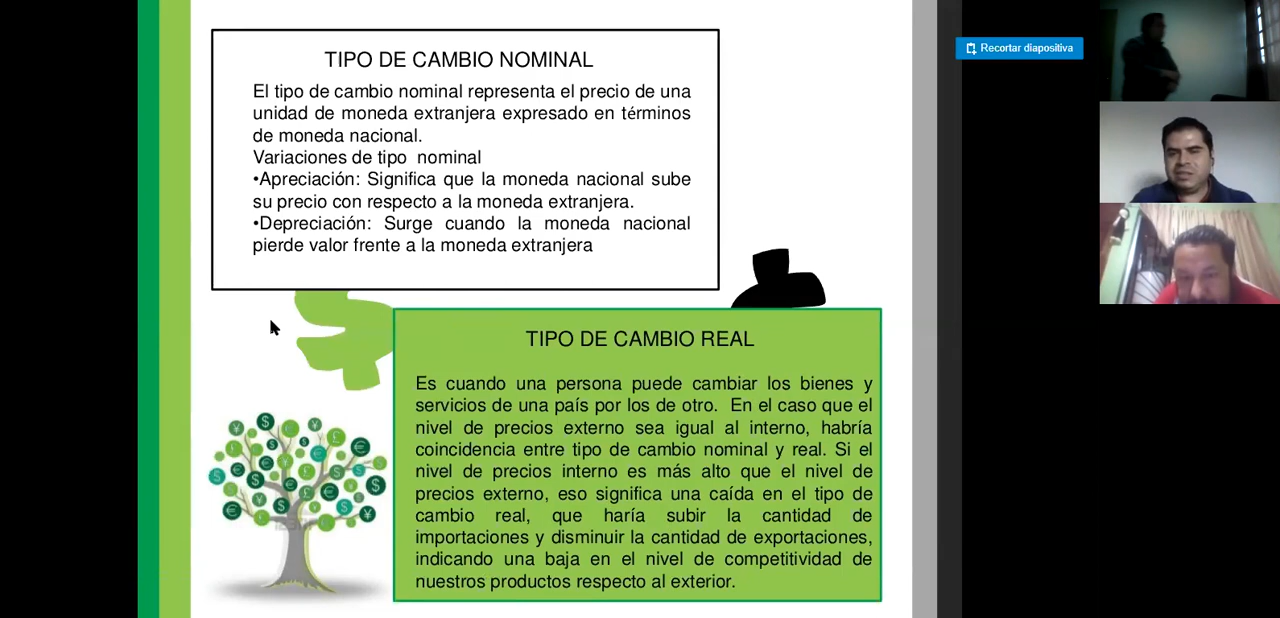 TIPO DE CAMBIO NOMINAL
El tipo de cambio nominal representa el precio de una
unidad de moneda extranjera expresado en términos
de moneda nacional.
Variaciones de tipo nominal
•Apreciación: Significa que la moneda nacional sube
su precio con respecto a la moneda extranjera.
•Depreciación: Surge cuando la moneda nacional
pierde valor frente a la moneda extranjera
TIPO DE CAMBIO REAL
Es cuando una persona puede cambiar los bienes y
servicios de una país por los de otro. En el caso que el
nivel de precios externo sea igual al interno, habría
coincidencia entre tipo de cambio nominal y real. Si el
nivel de precios interno es más alto que el nivel de
precios externo, eso significa una caída en el tipo de
cambio real, que haría subir la cantidad de
importaciones y disminuir la cantidad de exportaciones,
indicando una baja en el nivel de competitividad de
nuestros productos respecto al exterior.
Recortar diapositiva